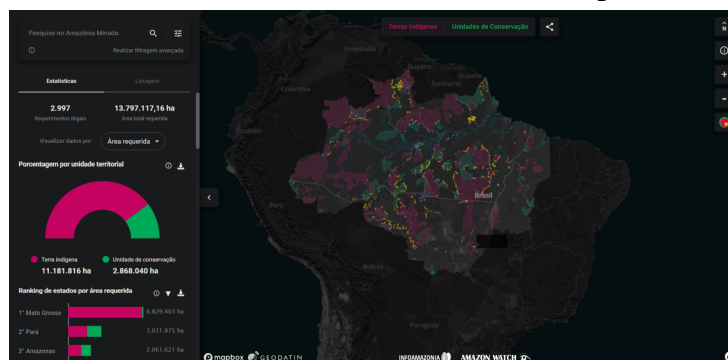 Pesquise no Amazônia Minada
Realizar filtragem avançada
Estatísticas
Listagem
2.997
13.797.117,16 ha
Requerimentos ilegais
Área total requerida
Visualizar dados por
Área requerida
Porcentagem por unidade territorial
Terra indígena
Unidade de conservação
11.181.816 ha
2.868.040 ha
Ranking de estados por área requerida
1° Mato Grosso
6.829.403 ha
2° Pará
3.031.875 ha
3° Amazonas
2.061.621 ha
Terras Indígenas
Unidades de Conservação
N
Venezuela
Guyana
Suriname
Guyane
Colombia
Ecuador
Perú
Brasil
Bolivia
Paraguay
mapbox
GEODATIN
INFOAMAZONIA
AMAZON WATCH